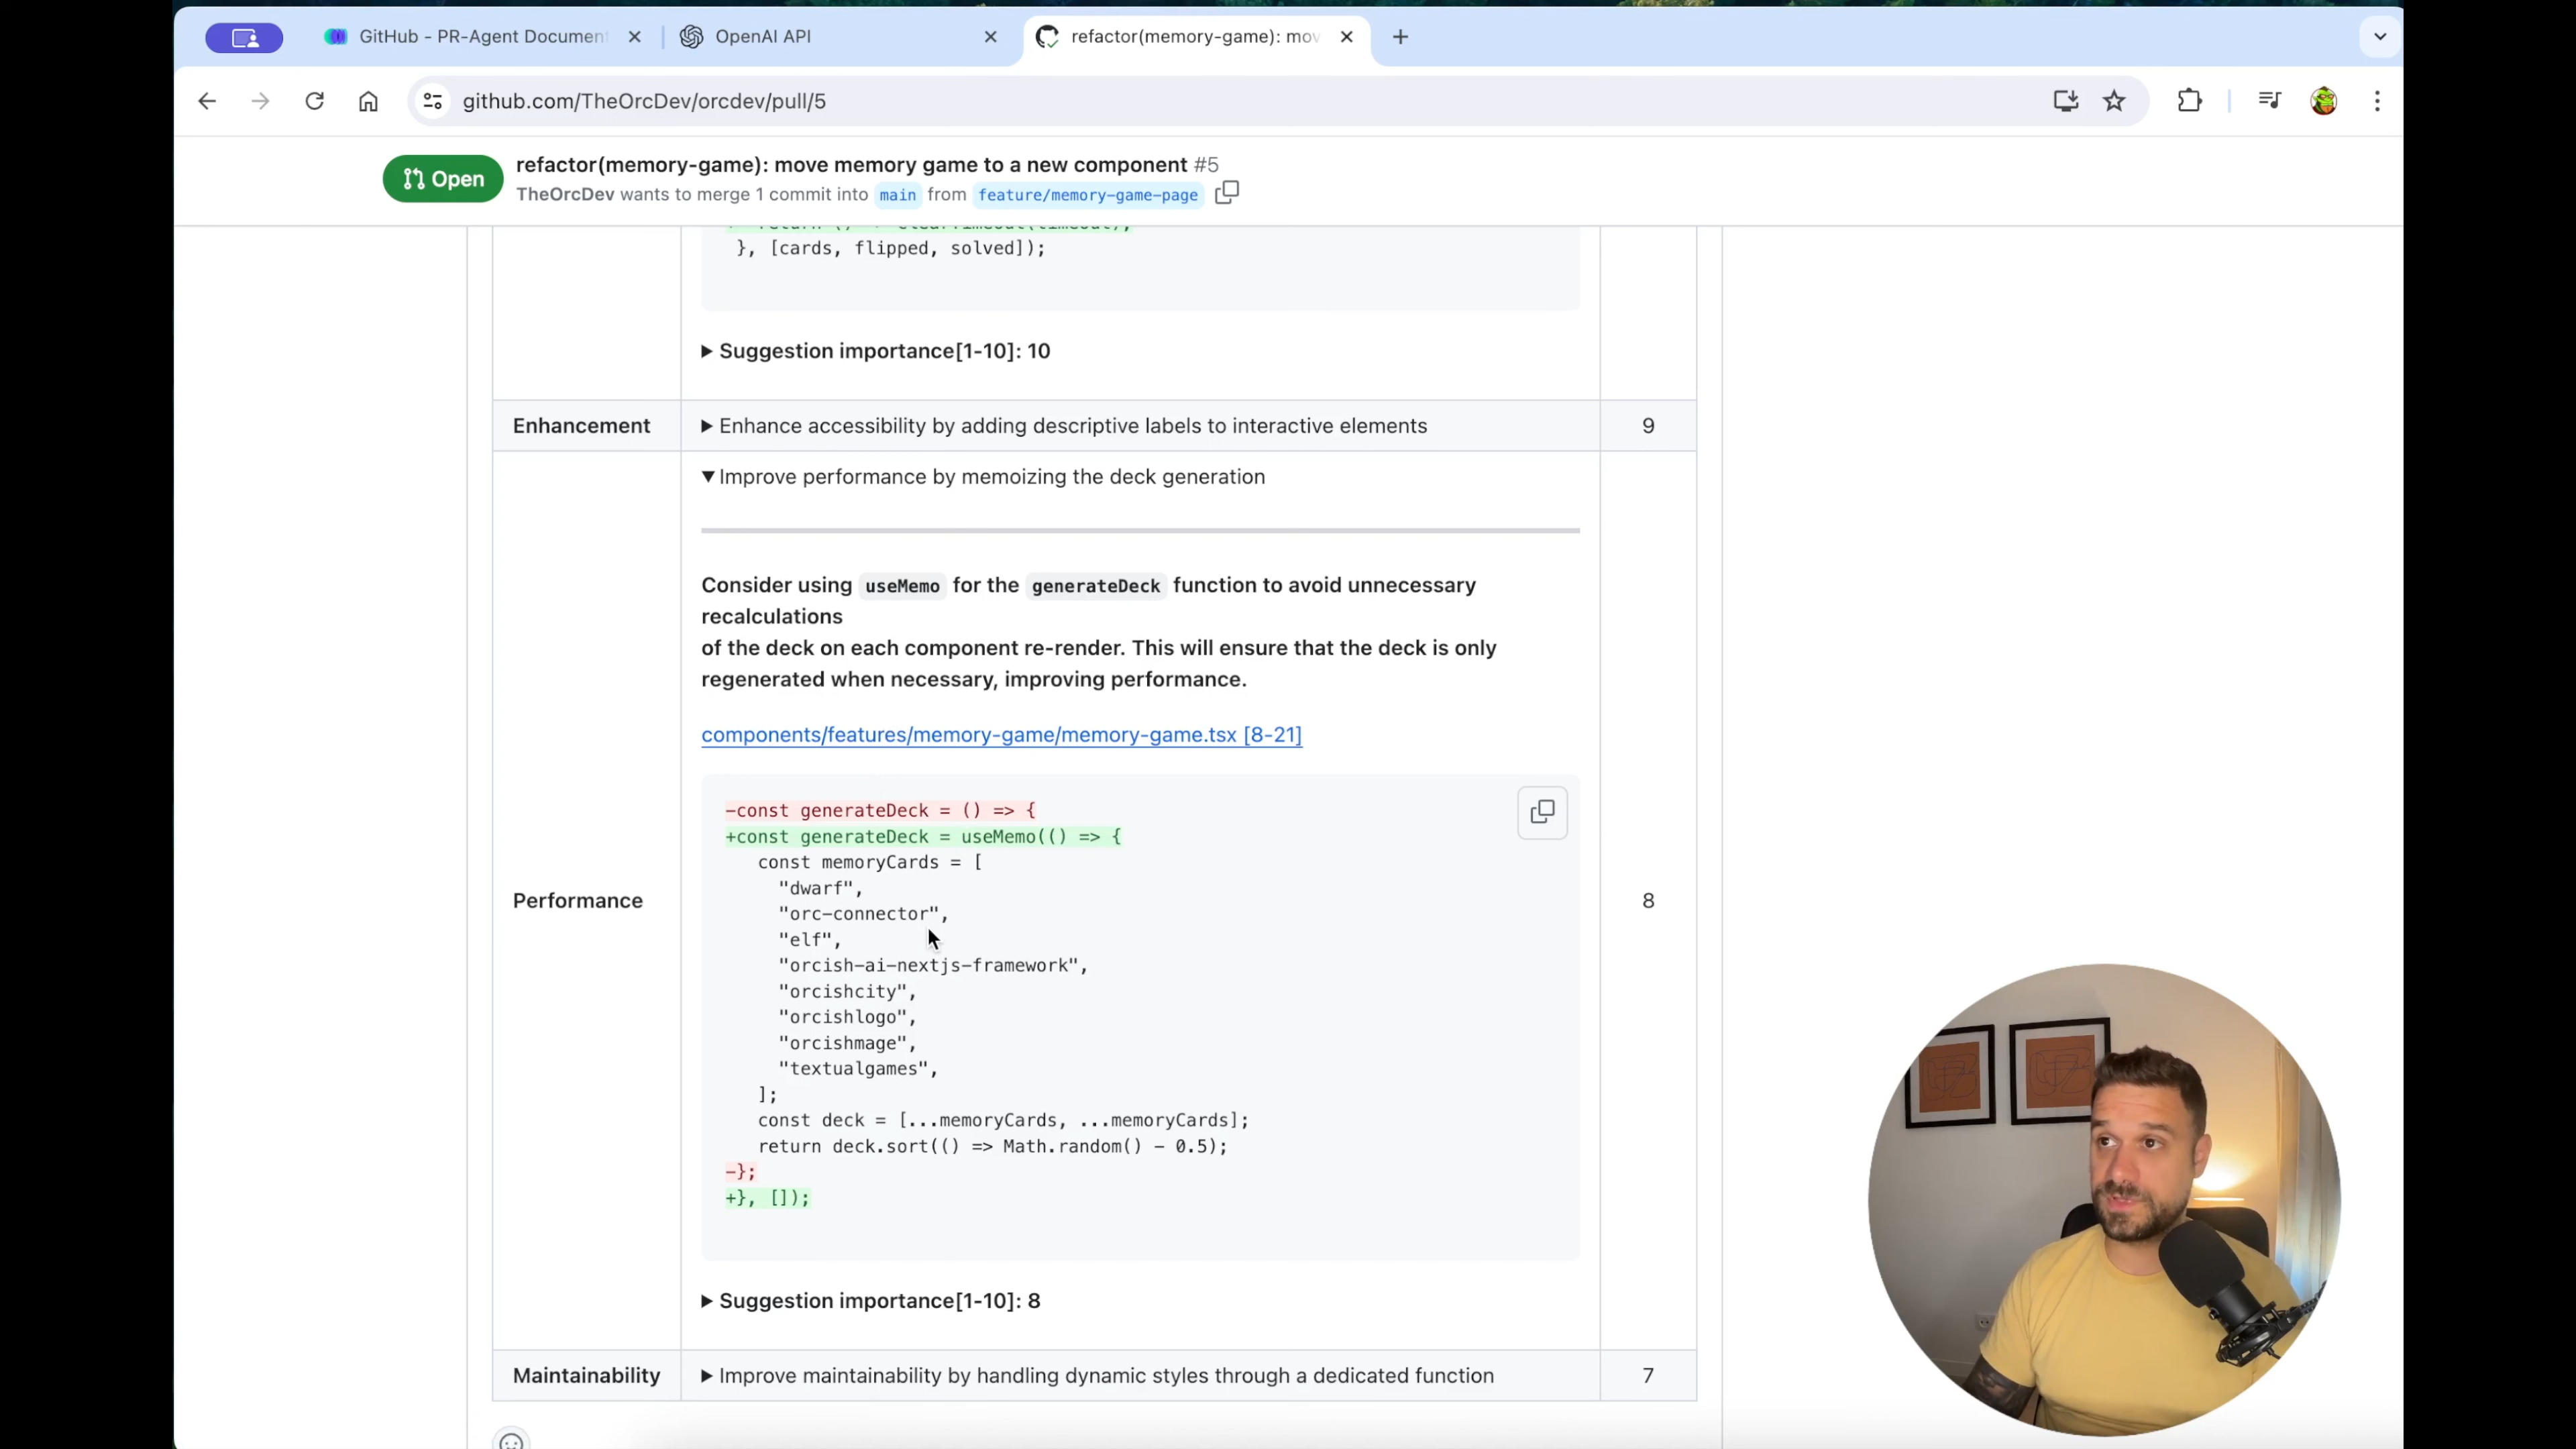 GitHub - PR-Agent Document
OpenAI API
refactor(memory-game): mov
github.com/TheOrcDev/orcdev/pull/5
Open
refactor(memory-game): move memory game to a new component #5
TheOrcDev wants to merge 1 commit into main from feature/memory-game-page
}, [cards, flipped, solved]);
Suggestion importance[1-10]: 10
Enhancement
Enhance accessibility by adding descriptive labels to interactive elements
9
Improve performance by memoizing the deck generation
Consider using useMemo for the generateDeck function to avoid unnecessary
recalculations
of the deck on each component re-render. This will ensure that the deck is only
regenerated when necessary, improving performance.
components/features/memory-game/memory-game.tsx [8-21]
-const generateDeck = () => {
+const generateDeck = useMemo(() => {
const memoryCards = [
"dwarf",
"orc-connector",
"elf",
"orcish-ai-nextjs-framework",
"orcishcity",
"orcishlogo",
"orcishmage",
"textualgames",
];
const deck = [...memoryCards, ...memoryCards];
return deck.sort(() => Math.random() - 0.5);
-};
+}, []);
Performance
8
Suggestion importance[1-10]: 8
Maintainability
Improve maintainability by handling dynamic styles through a dedicated function
7